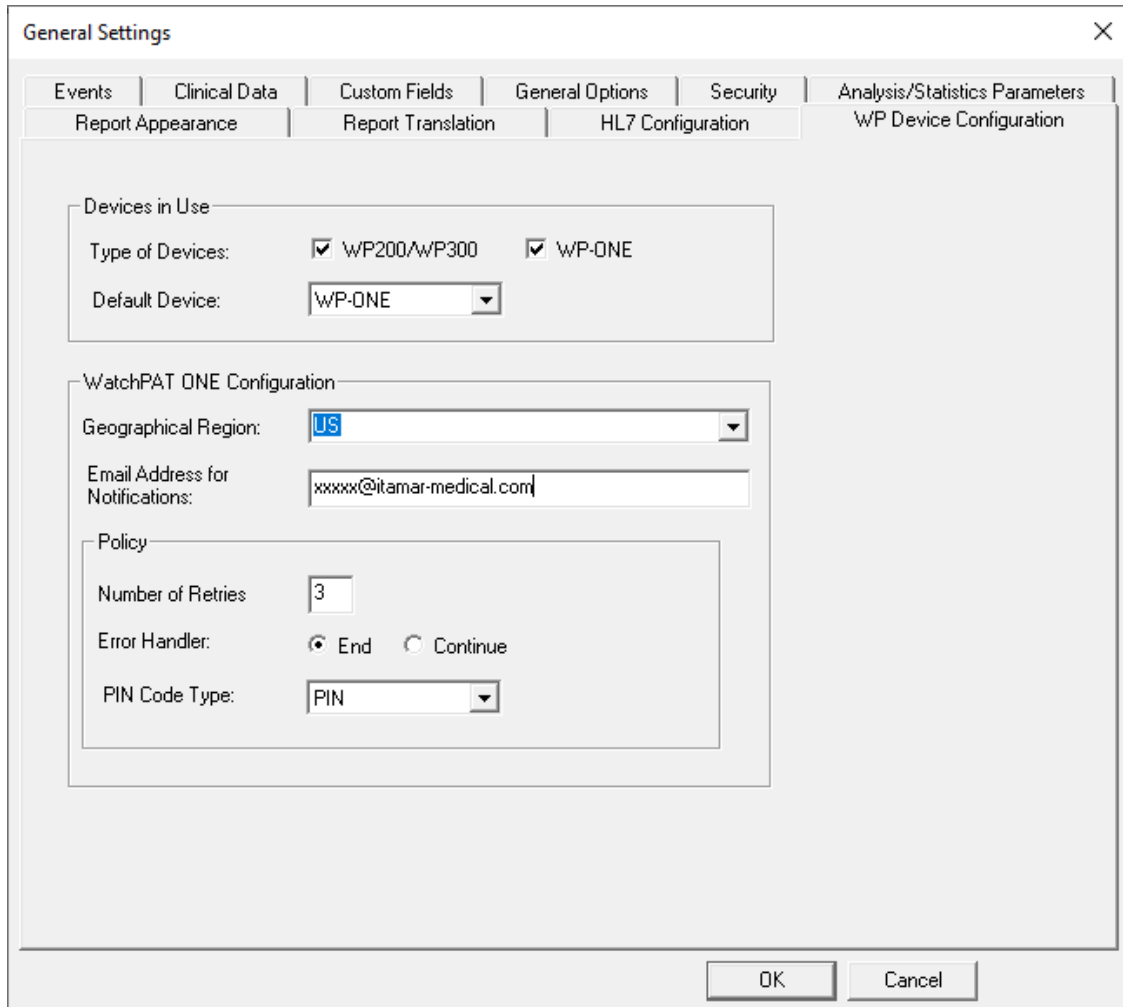 General Settings
Events Clinical Data Custom Fields General Options Security Analysis/Statistics Parameters
Report Appearance Report Translation HL7 Configuration WP Device Configuration
Devices in Use
Type of Devices: WP200/WP300 WP-ONE
Default Device: WP-ONE
WatchPAT ONE Configuration
Geographical Region: US
Email Address for
Notifications: xxxxx@itamar-medical.com
Policy
Number of Retries 3
Error Handler: End Continue
PIN Code Type: PIN
OK Cancel